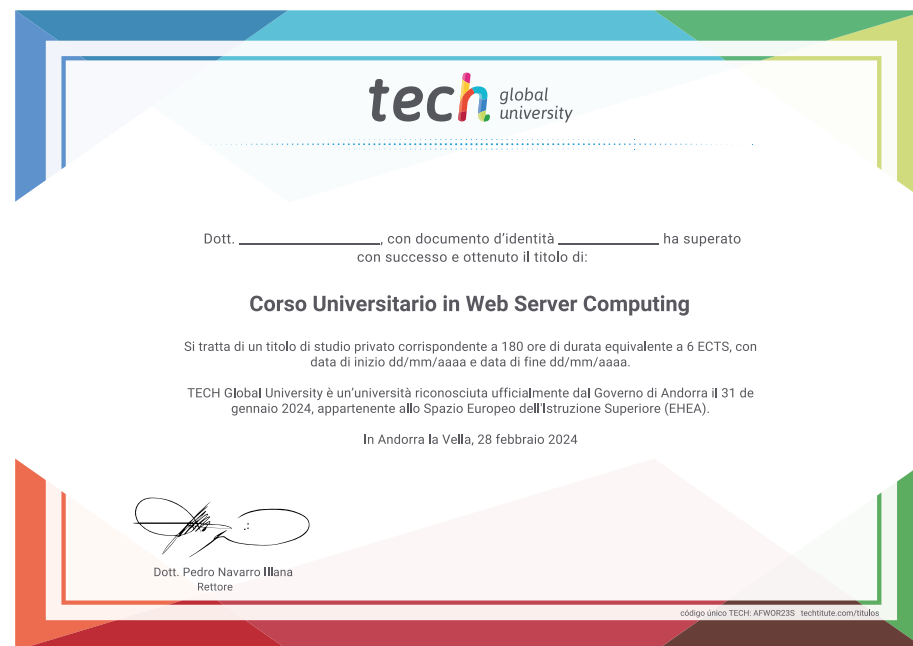 tech global
university
Dott. ____________, con documento d'identità ____________ ha superato
con successo e ottenuto il titolo di:
Corso Universitario in Web Server Computing
Si tratta di un titolo di studio privato corrispondente a 180 ore di durata equivalente a 6 ECTS, con
data di inizio dd/mm/aaaa e data di fine dd/mm/aaaa.
TECH Global University è un'università riconosciuta ufficialmente dal Governo di Andorra il 31 de
gennaio 2024, appartenente allo Spazio Europeo dell'Istruzione Superiore (EHEA).
In Andorra la Vella, 28 febbraio 2024
Dott. Pedro Navarro Illana
Rettore
código único TECH: AFWOR23S techtitute.com/titulos